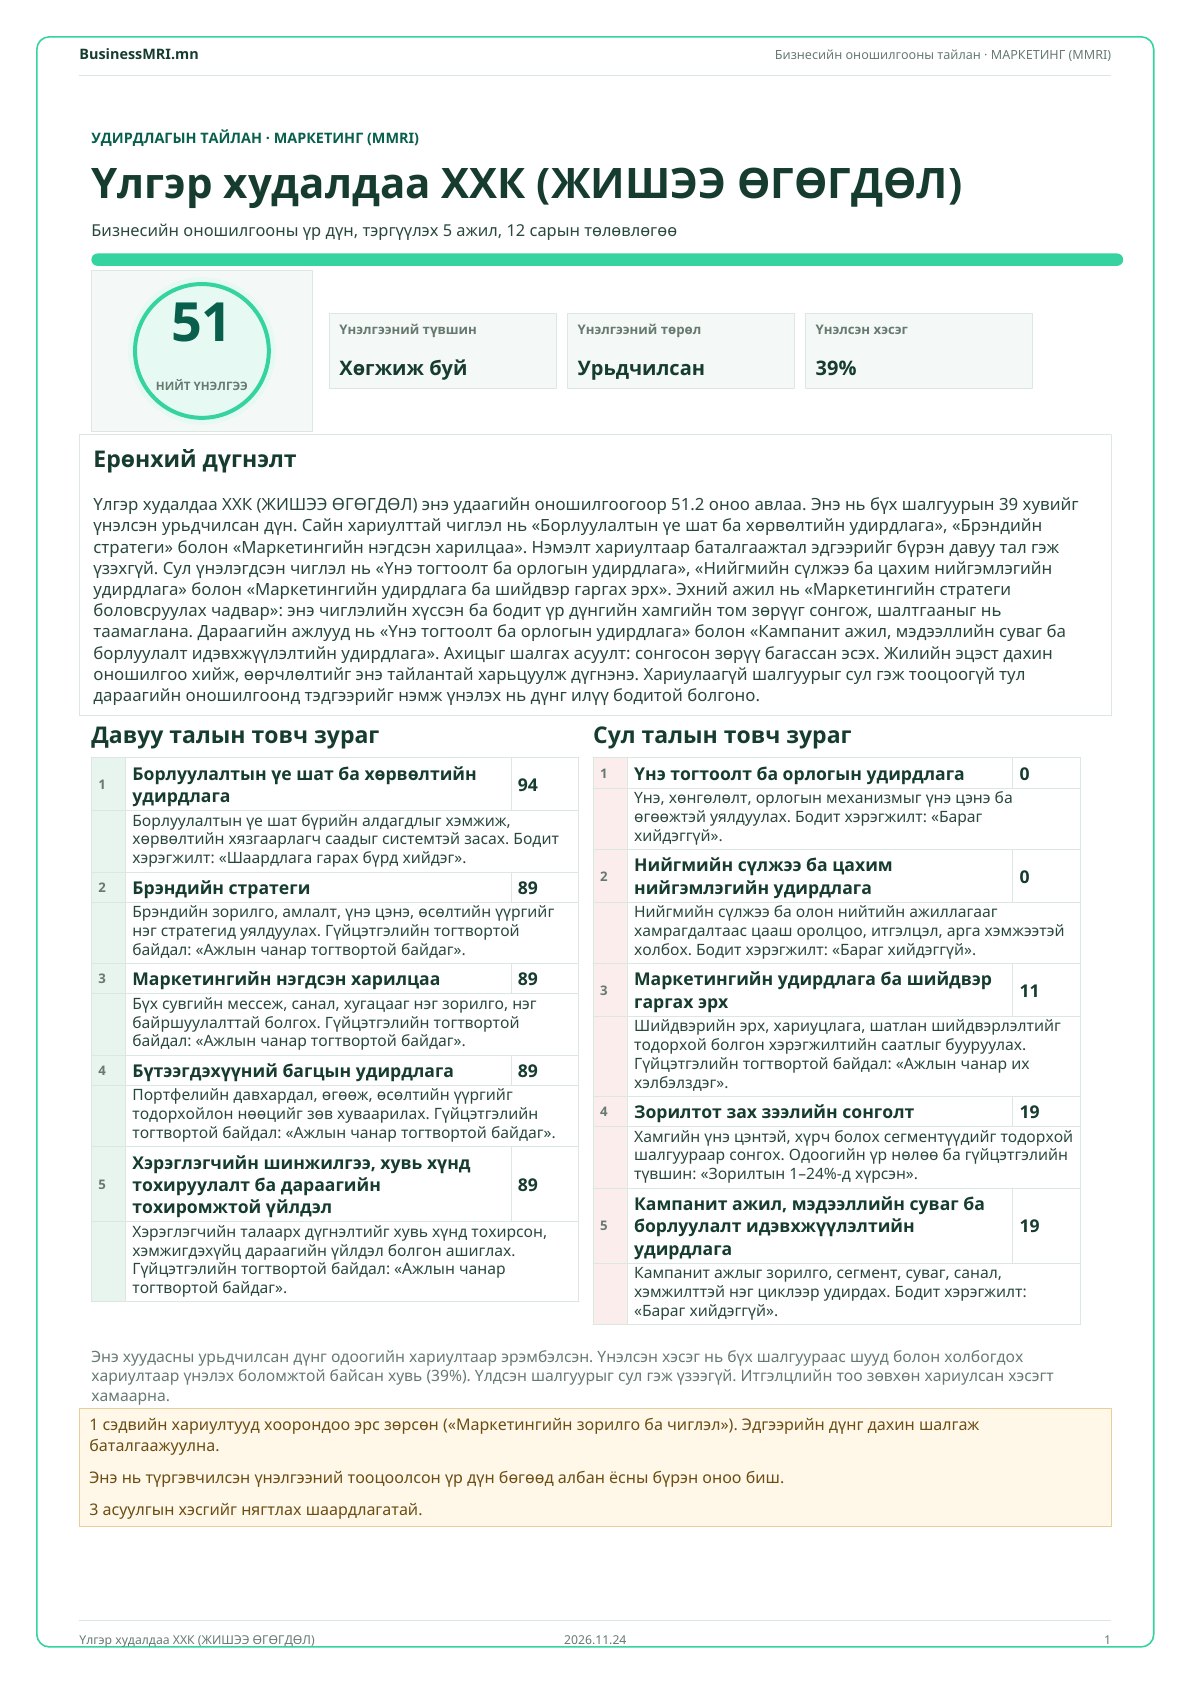 BusinessMRI.mn
Бизнесийн оношилгооны тайлан · МАРКЕТИНГ (MMRI)
УДИРДЛАГЫН ТАЙЛАН · МАРКЕТИНГ (MMRI)
Үлгэр худалдаа ХХК (ЖИШЭЭ ӨГӨГДӨЛ)
Бизнесийн оношилгооны үр дүн, тэргүүлэх 5 ажил, 12 сарын төлөвлөгөө
51
НИЙТ ҮНЭЛГЭЭ
Үнэлгээний түвшин
Хөгжиж буй
Үнэлгээний төрөл
Урьдчилсан
Үнэлсэн хэсэг
39%
Ерөнхий дүгнэлт
Үлгэр худалдаа ХХК (ЖИШЭЭ ӨГӨГДӨЛ) энэ удаагийн оношилгоогоор 51.2 оноо авлаа. Энэ нь бүх шалгуурын 39 хувийг
үнэлсэн урьдчилсан дүн. Сайн хариулттай чиглэл нь «Борлуулалтын үе шат ба хөрвөлтийн удирдлага», «Брэндийн
стратеги» болон «Маркетингийн нэгдсэн харилцаа». Нэмэлт хариултаар баталгаажтал эдгээрийг бүрэн давуу тал гэж
үзэхгүй. Сул үнэлэгдсэн чиглэл нь «Үнэ тогтоолт ба орлогын удирдлага», «Нийгмийн сүлжээ ба цахим нийгэмлэгийн
удирдлага» болон «Маркетингийн удирдлага ба шийдвэр гаргах эрх». Эхний ажил нь «Маркетингийн стратеги
боловсруулах чадвар»: энэ чиглэлийн хүссэн ба бодит үр дүнгийн хамгийн том зөрүүг сонгож, шалтгааныг нь
таамаглана. Дараагийн ажлууд нь «Үнэ тогтоолт ба орлогын удирдлага» болон «Кампанит ажил, мэдээллийн суваг ба
борлуулалт идэвхжүүлэлтийн удирдлага». Ахицыг шалгах асуулт: сонгосон зөрүү багассан эсэх. Жилийн эцэст дахин
оношилгоо хийж, өөрчлөлтийг энэ тайлантай харьцуулж дүгнэнэ. Хариулаагүй шалгуурыг сул гэж тооцоогүй тул
дараагийн оношилгоонд тэдгээрийг нэмж үнэлэх нь дүнг илүү бодитой болгоно.
Давуу талын товч зураг
1
Борлуулалтын үе шат ба хөрвөлтийн
удирдлага
94
Борлуулалтын үе шат бүрийн алдагдлыг хэмжиж,
хөрвөлтийн хязгаарлагч саадыг системтэй засах. Бодит
хэрэгжилт: «Шаардлага гарах бүрд хийдэг».
2
Брэндийн стратеги
89
Брэндийн зорилго, амлалт, үнэ цэнэ, өсөлтийн үүргийг
нэг стратегид уялдуулах. Гүйцэтгэлийн тогтвортой
байдал: «Ажлын чанар тогтвортой байдаг».
3
Маркетингийн нэгдсэн харилцаа
89
Бүх сувгийн мессеж, санал, хугацааг нэг зорилго, нэг
байршуулалттай болгох. Гүйцэтгэлийн тогтвортой
байдал: «Ажлын чанар тогтвортой байдаг».
4
Бүтээгдэхүүний багцын удирдлага
89
Портфелийн давхардал, өгөөж, өсөлтийн үүргийг
тодорхойлон нөөцийг зөв хуваарилах. Гүйцэтгэлийн
тогтвортой байдал: «Ажлын чанар тогтвортой байдаг».
5
Хэрэглэгчийн шинжилгээ, хувь хүнд
тохируулалт ба дараагийн
тохиромжтой үйлдэл
89
Хэрэглэгчийн талаарх дүгнэлтийг хувь хүнд тохирсон,
хэмжигдэхүйц дараагийн үйлдэл болгон ашиглах.
Гүйцэтгэлийн тогтвортой байдал: «Ажлын чанар
тогтвортой байдаг».
Сул талын товч зураг
1
Үнэ тогтоолт ба орлогын удирдлага
0
Үнэ, хөнгөлөлт, орлогын механизмыг үнэ цэнэ ба
өгөөжтэй уялдуулах. Бодит хэрэгжилт: «Бараг
хийдэггүй».
2
Нийгмийн сүлжээ ба цахим
нийгэмлэгийн удирдлага
0
Нийгмийн сүлжээ ба олон нийтийн ажиллагааг
хамрагдалтаас цааш оролцоо, итгэлцэл, арга хэмжээтэй
холбох. Бодит хэрэгжилт: «Бараг хийдэггүй».
3
Маркетингийн удирдлага ба шийдвэр
гаргах эрх
11
Шийдвэрийн эрх, хариуцлага, шатлан шийдвэрлэлтийг
тодорхой болгон хэрэгжилтийн саатлыг бууруулах.
Гүйцэтгэлийн тогтвортой байдал: «Ажлын чанар их
хэлбэлздэг».
4
Зорилтот зах зээлийн сонголт
19
Хамгийн үнэ цэнтэй, хүрч болох сегментүүдийг тодорхой
шалгуураар сонгох. Одоогийн үр нөлөө ба гүйцэтгэлийн
түвшин: «Зорилтын 1–24%-д хүрсэн».
5
Кампанит ажил, мэдээллийн суваг ба
борлуулалт идэвхжүүлэлтийн
удирдлага
19
Кампанит ажлыг зорилго, сегмент, суваг, санал,
хэмжилттэй нэг циклээр удирдах. Бодит хэрэгжилт:
«Бараг хийдэггүй».
Энэ хуудасны урьдчилсан дүнг одоогийн хариултаар эрэмбэлсэн. Үнэлсэн хэсэг нь бүх шалгуураас шууд болон холбогдох
хариултаар үнэлэх боломжтой байсан хувь (39%). Үлдсэн шалгуурыг сул гэж үзээгүй. Итгэлцлийн тоо зөвхөн хариулсан хэсэгт
хамаарна.
1 сэдвийн хариултууд хоорондоо эрс зөрсөн («Маркетингийн зорилго ба чиглэл»). Эдгээрийн дүнг дахин шалгаж
баталгаажуулна.
Энэ нь түргэвчилсэн үнэлгээний тооцоолсон үр дүн бөгөөд албан ёсны бүрэн оноо биш.
3 асуулгын хэсгийг нягтлах шаардлагатай.
Үлгэр худалдаа ХХК (ЖИШЭЭ ӨГӨГДӨЛ)
2026.11.24
1